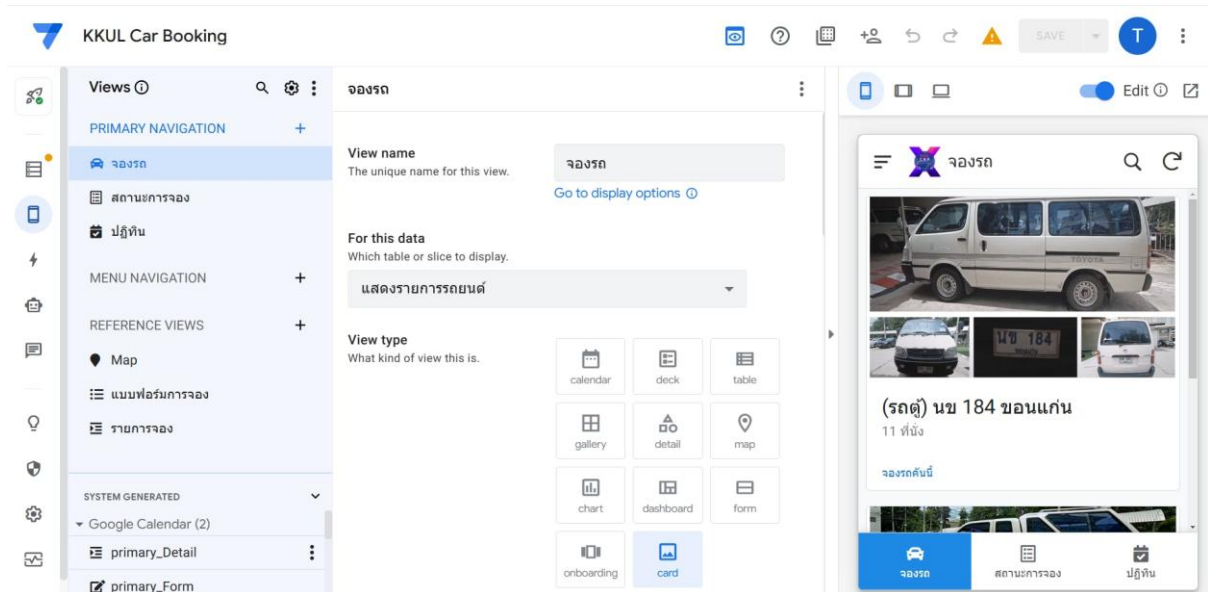 KKUL Car Booking
SAVE
T
Views
PRIMARY NAVIGATION
จองรถ
สถานะการจอง
ปฏิทิน
MENU NAVIGATION
REFERENCE VIEWS
Map
แบบฟอร์มการจอง
รายการจอง
SYSTEM GENERATED
Google Calendar (2)
primary_Detail
primary_Form
จองรถ
View name
The unique name for this view.
จองรถ
Go to display options
For this data
Which table or slice to display.
แสดงรายการรถยนต์
View type
What kind of view this is.
calendar deck table
gallery detail map
chart dashboard form
onboarding card
Edit
จองรถ
TOYOTA
นข 184
(รถตู้) นข 184 ขอนแก่น
11 ที่นั่ง
จองรถคันนี้
จองรถ สถานะการจอง ปฏิทิน